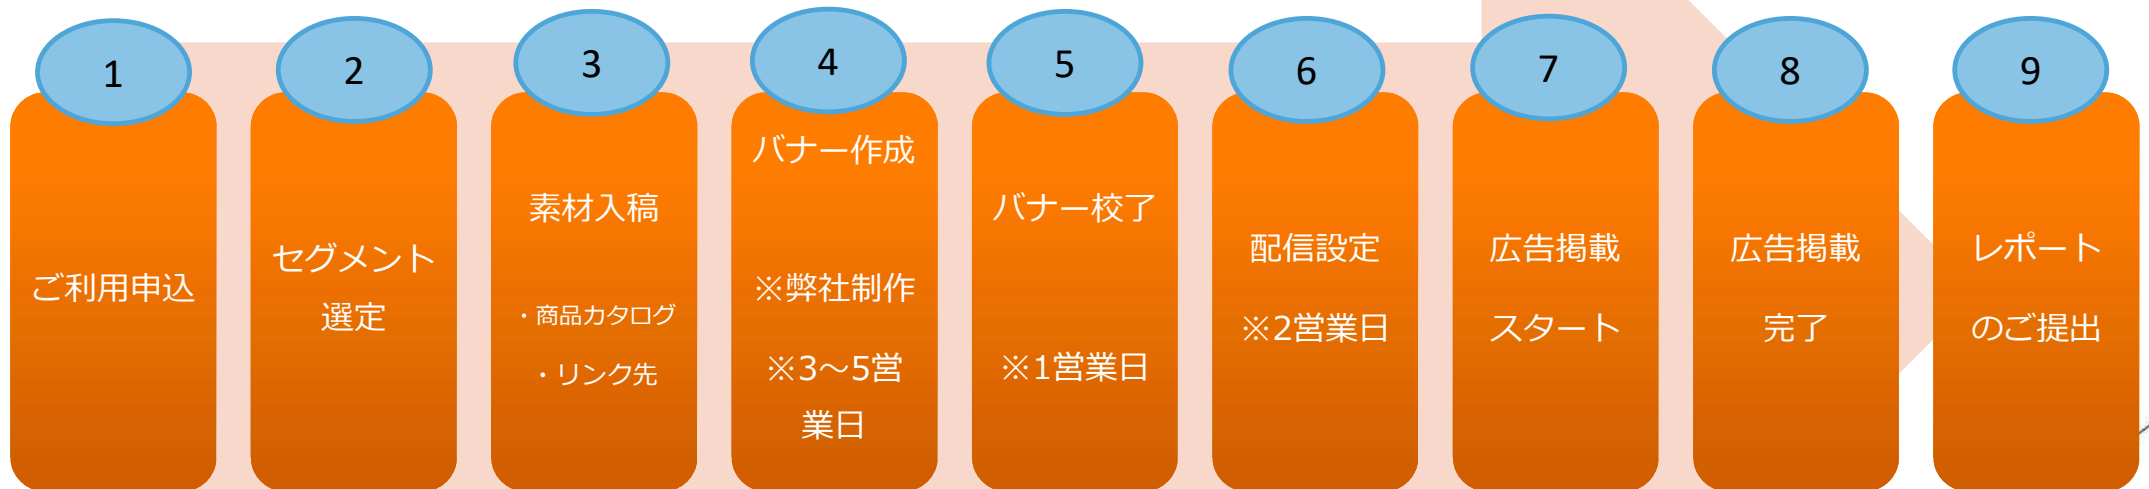 1
ご利用申込
2
セグメント
選定
3
素材入稿
・商品カタログ
・リンク先
4
バナー作成
※弊社制作
※3～5営
業日
5
バナー校了
※1営業日
6
配信設定
※2営業日
7
広告掲載
スタート
8
広告掲載
完了
9
レポート
のご提出